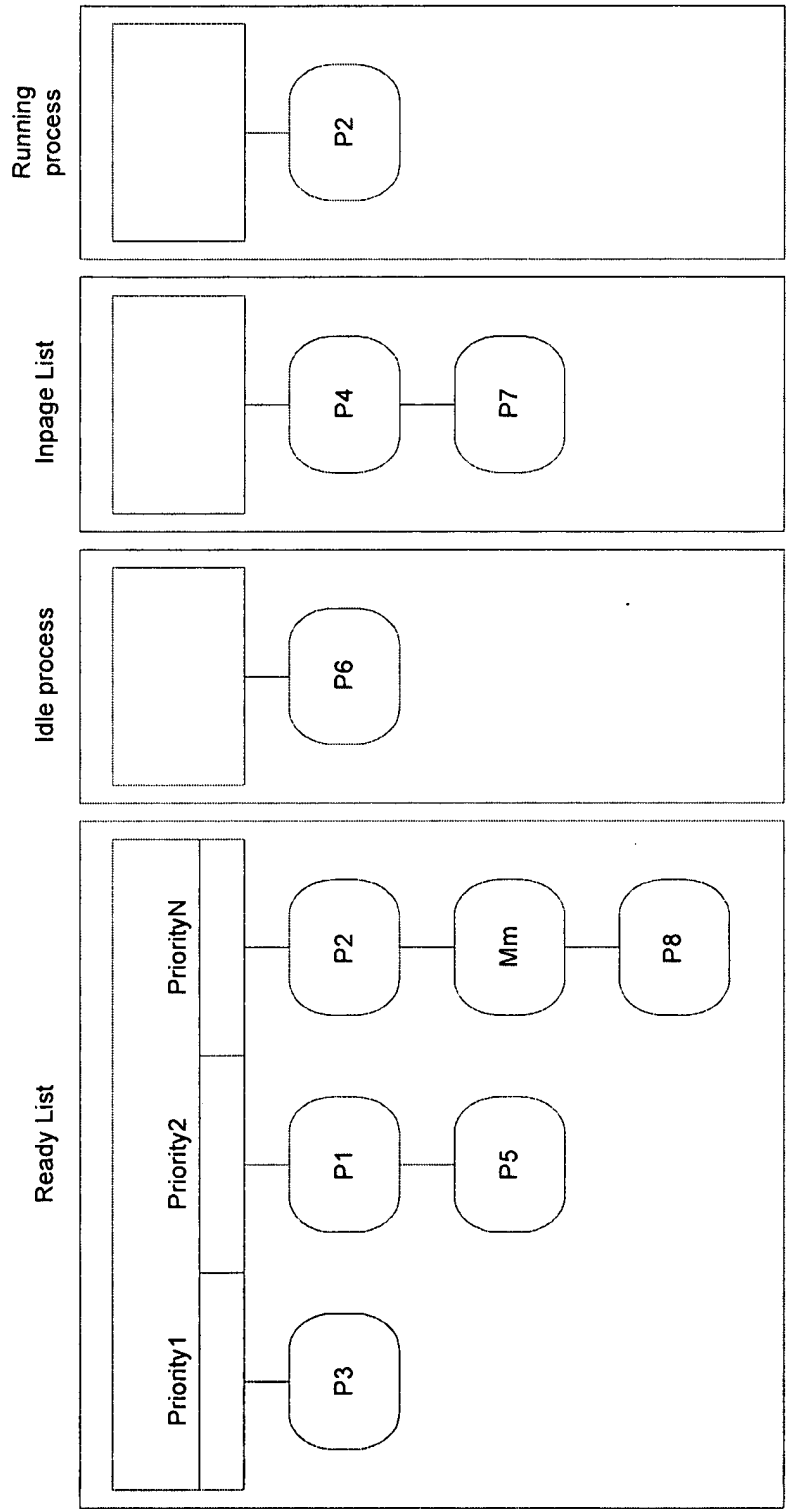 Ready List
Idle process
Inpage List
Running
process
Priority1
Priority2
PriorityN
P3
P1
P2
P6
P4
P2
P5
Mm
P7
P8